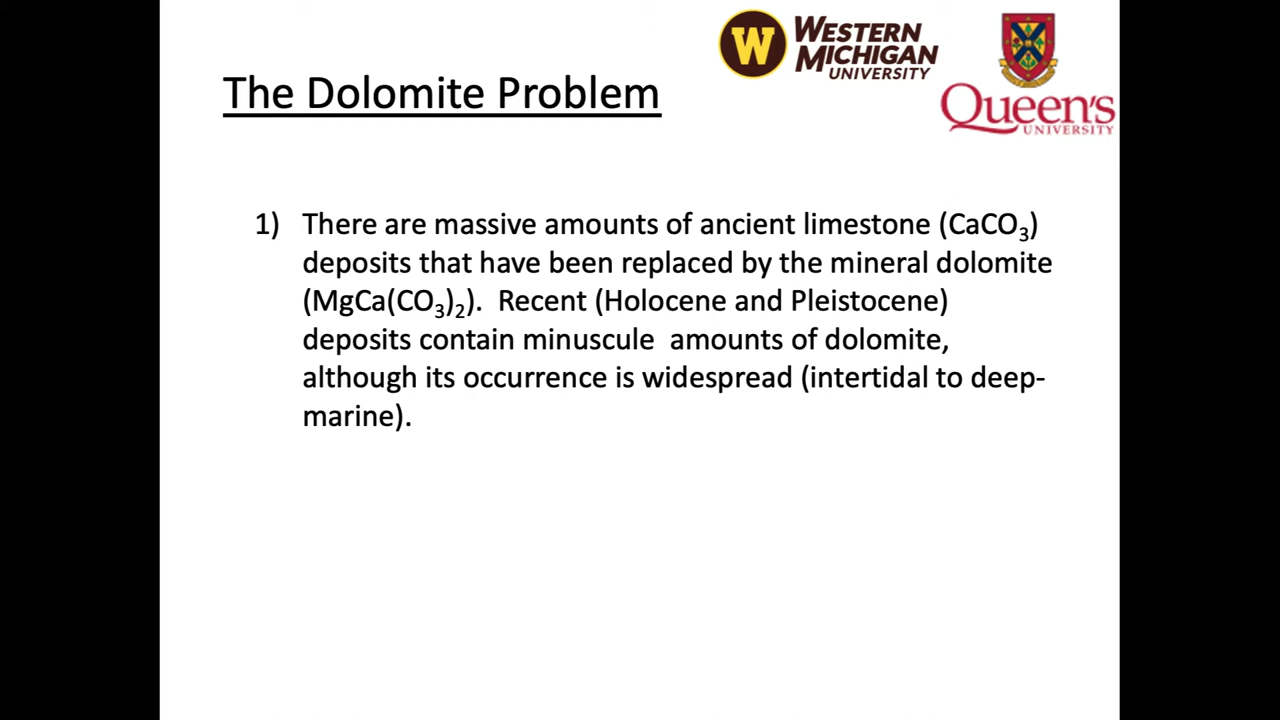 WESTERN
MICHIGAN
UNIVERSITY
W
Queen's
UNIVERSITY
The Dolomite Problem
1) There are massive amounts of ancient limestone (CaCO₃)
deposits that have been replaced by the mineral dolomite
(MgCa(CO₃)₂). Recent (Holocene and Pleistocene)
deposits contain minuscule amounts of dolomite,
although its occurrence is widespread (intertidal to deep-
marine).